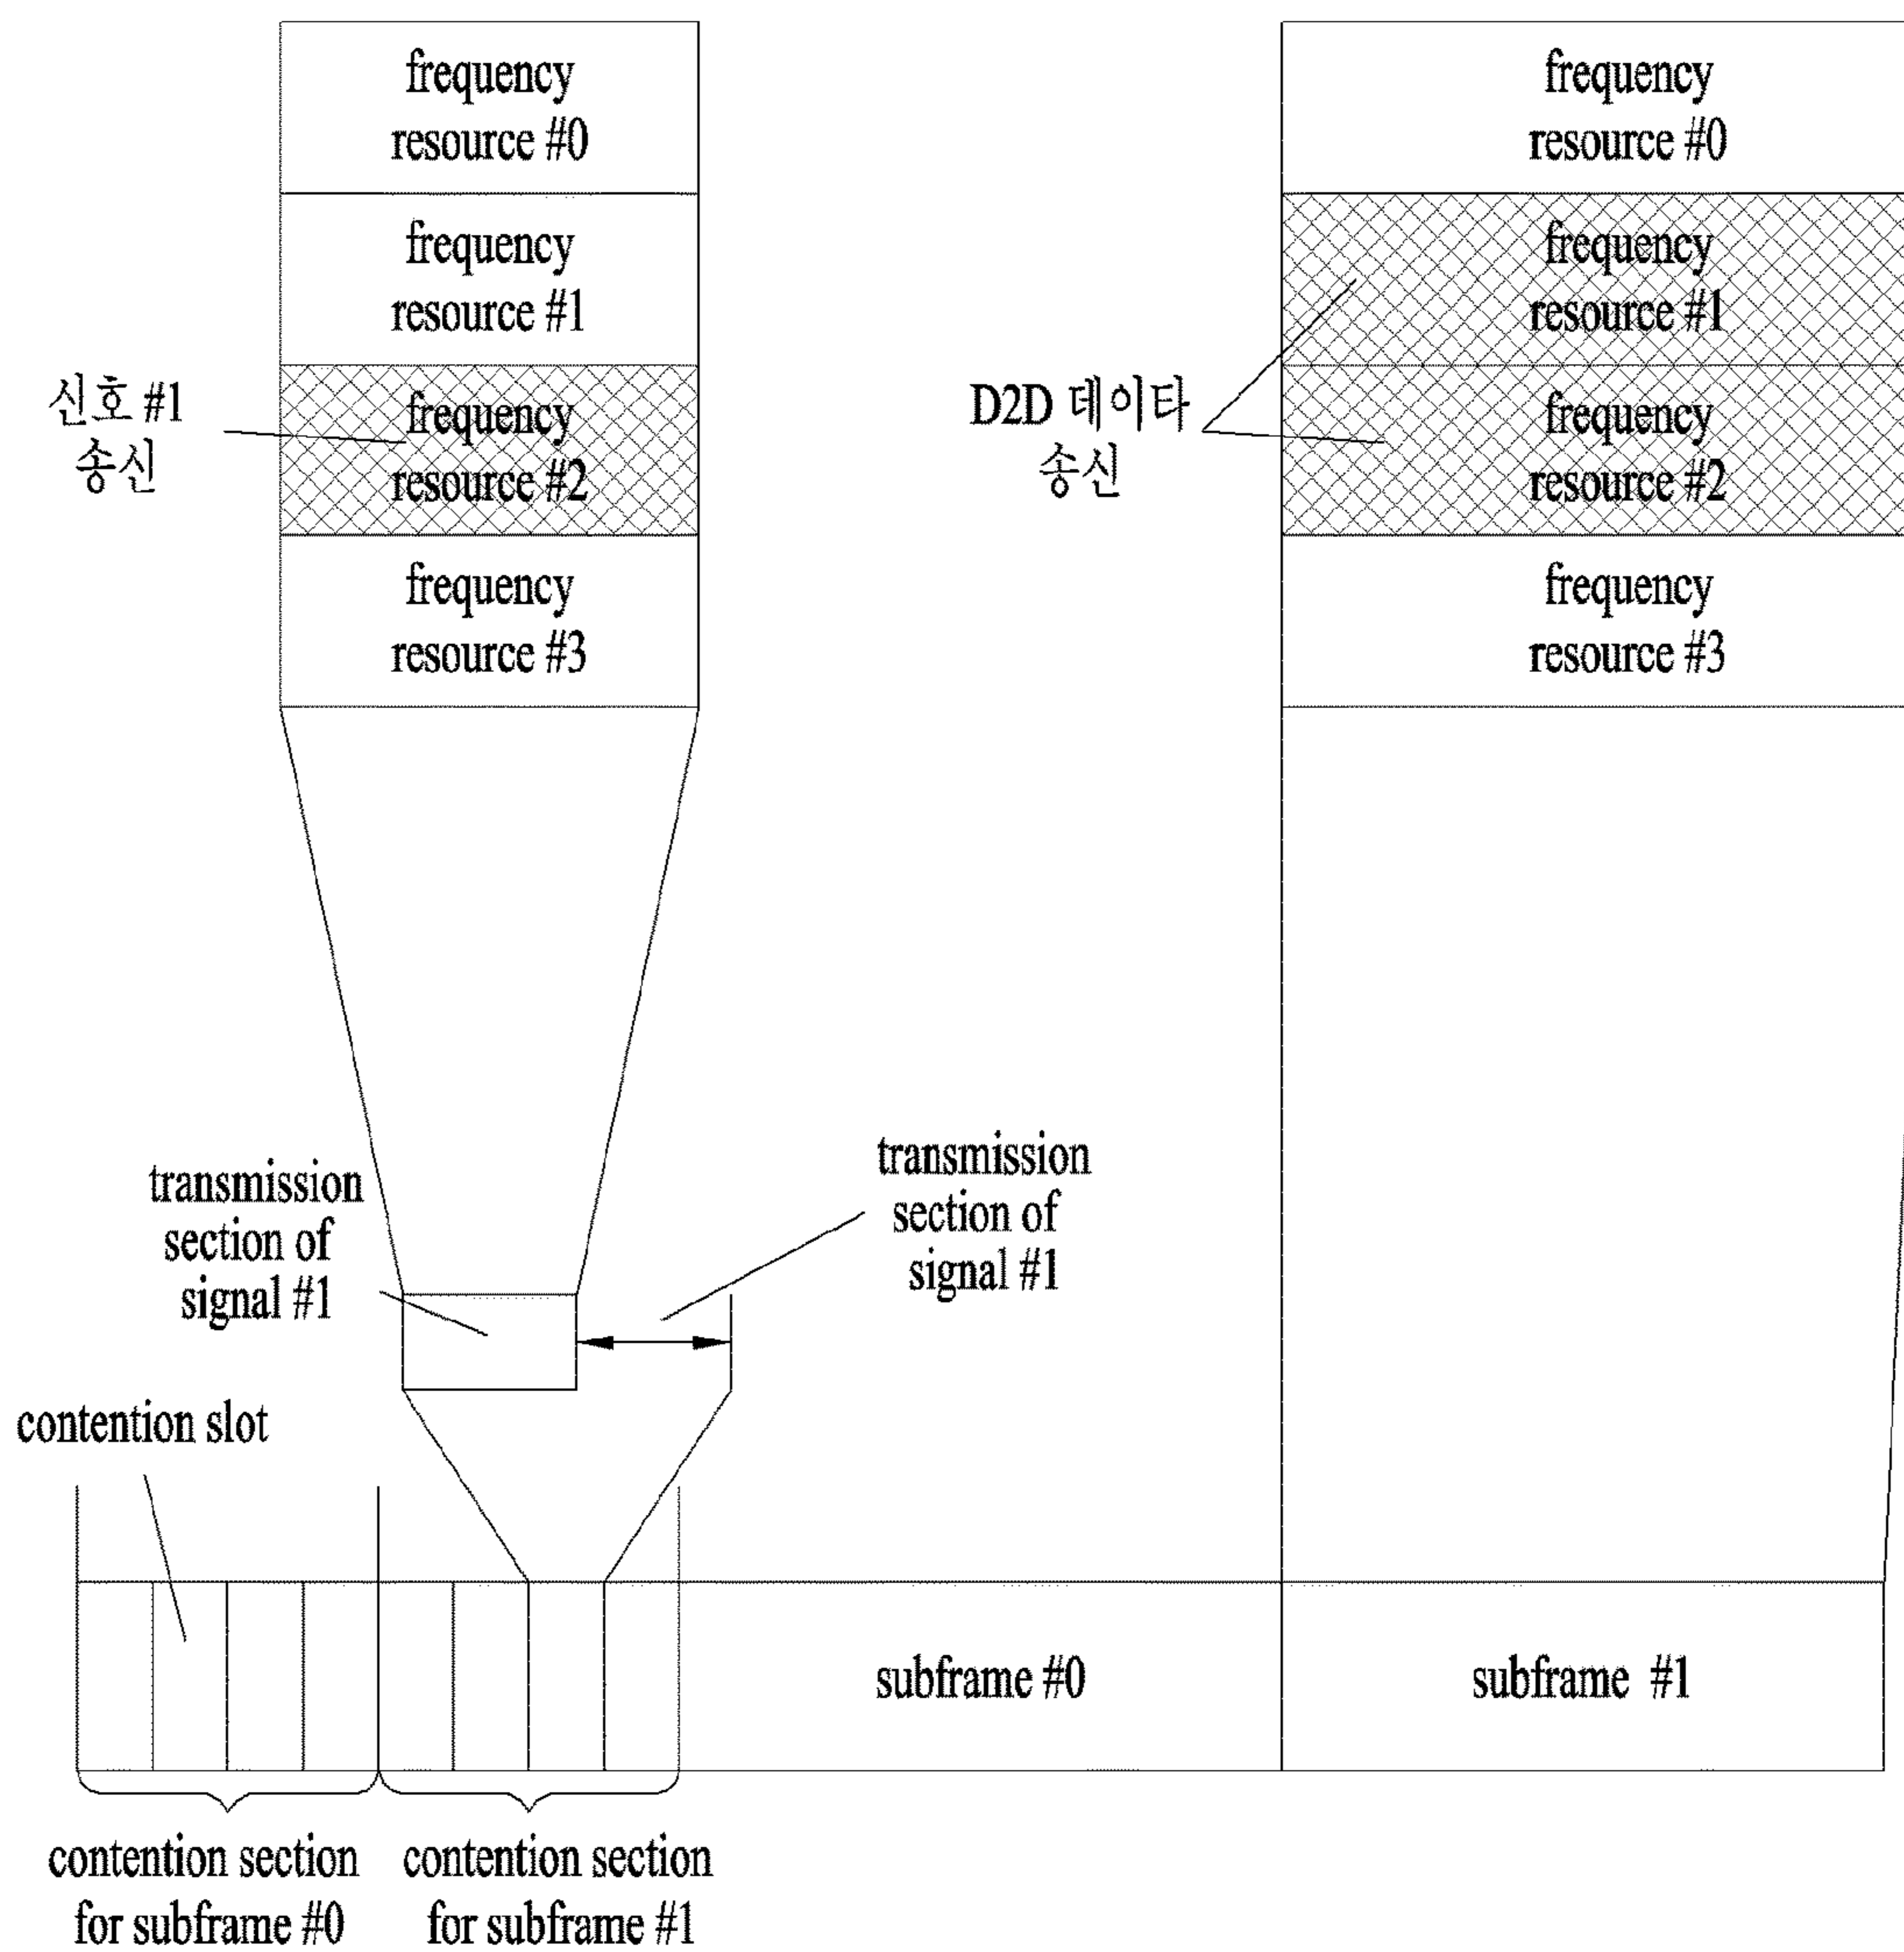 frequency
resource #0
frequency
resource #1
frequency
resource #2
frequency
resource #3
신호 #1
송신
frequency
resource #0
frequency
resource #1
frequency
resource #2
frequency
resource #3
D2D 데이타
송신
transmission
section of
signal #1
transmission
section of
signal #1
contention slot
subframe #0
subframe #1
contention section
for subframe #0
contention section
for subframe #1